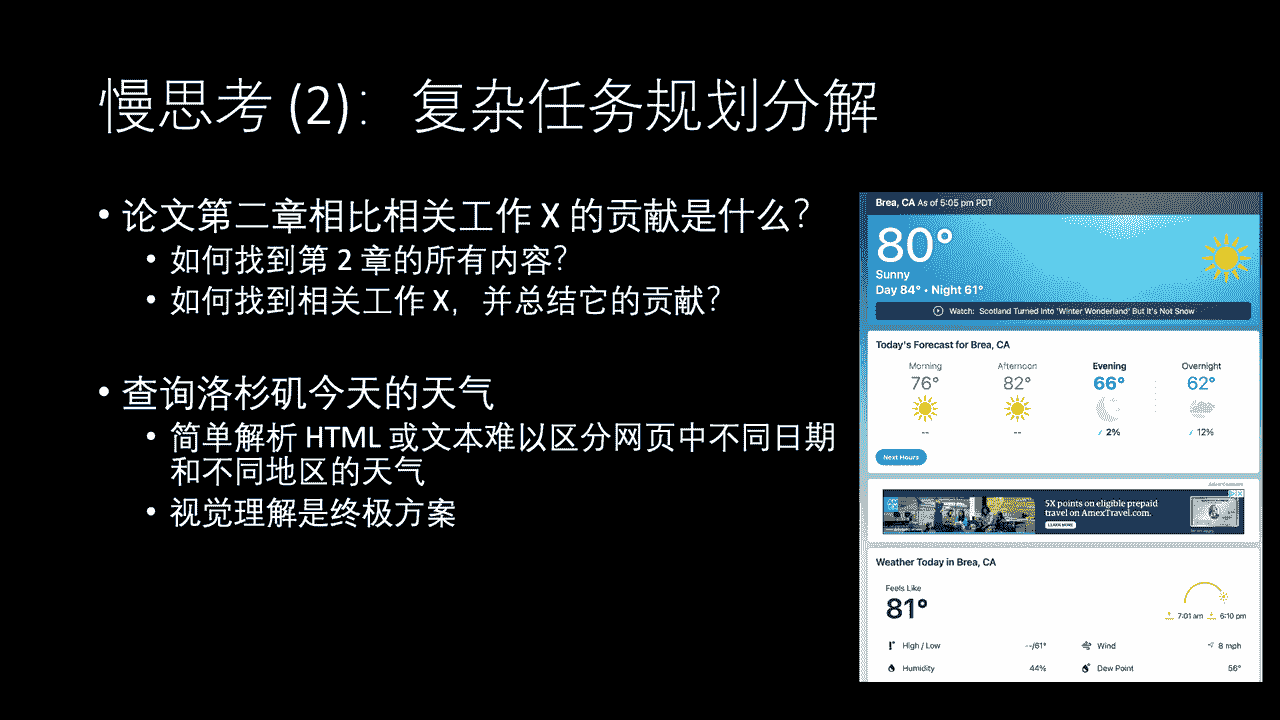 慢思考 (2)：复杂任务规划分解
• 论文第二章相比相关工作 X 的贡献是什么？
• 如何找到第 2 章的所有内容？
• 如何找到相关工作 X，并总结它的贡献？
• 查询洛杉矶今天的天气
• 简单解析 HTML 或文本难以区分网页中不同日期
和不同地区的天气
• 视觉理解是终极方案
Brea, CA As of 5:05 pm PDT
80°
Sunny
Day 84° • Night 61°
Watch: Scotland Turned Into 'Winter Wonderland' But It's Not Snow
Today's Forecast for Brea, CA
Morning Afternoon Evening Overnight
76° 82° 66° 62°
-- -- 2% 12%
Next Hours
Advertisement
5X points on eligible prepaid
travel on AmexTravel.com.
LEARN MORE
Weather Today in Brea, CA
Feels Like
81°
7:01 am 6:10 pm
High / Low --/61° Wind 8 mph
Humidity 44% Dew Point 56°